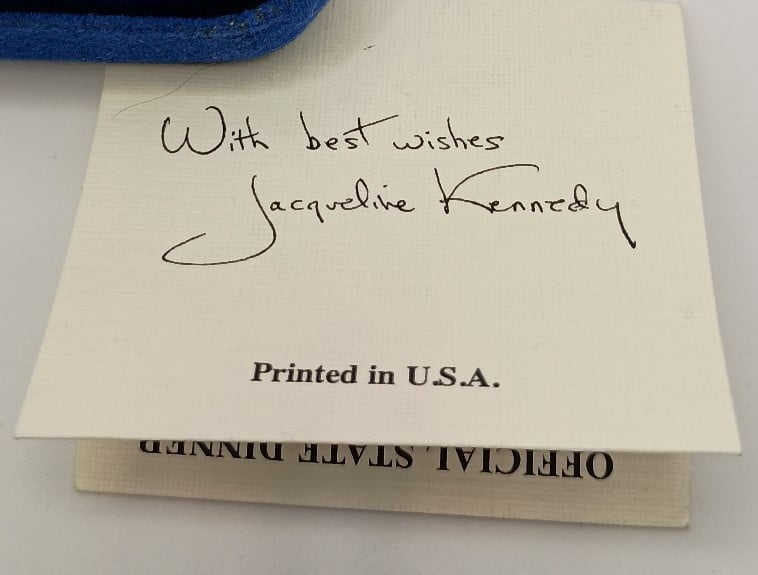 With best wishes
Jacqueline Kennedy
Printed in U.S.A.
OFFICIAL STATE DINNER